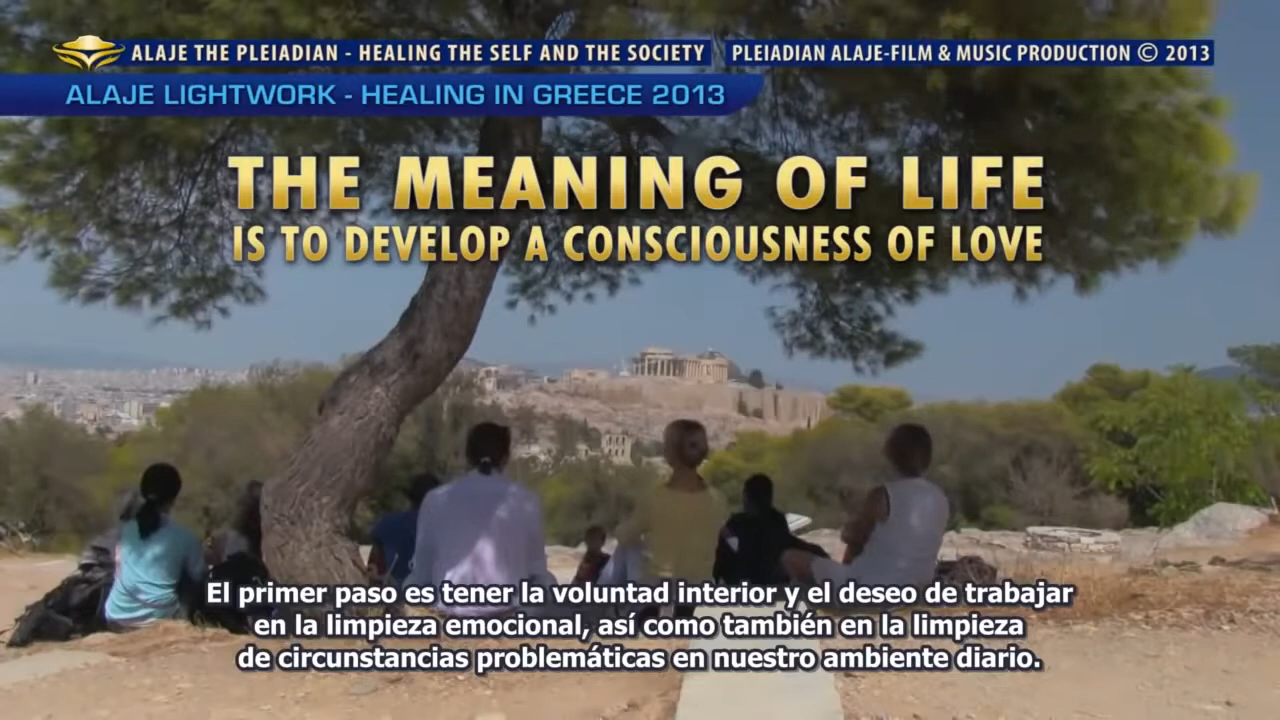 ALAJE THE PLEIADIAN - HEALING THE SELF AND THE SOCIETY
PLEIADIAN ALAJE-FILM & MUSIC PRODUCTION © 2013
ALAJE LIGHTWORK - HEALING IN GREECE 2013
THE MEANING OF LIFE
IS TO DEVELOP A CONSCIOUSNESS OF LOVE
El primer paso es tener la voluntad interior y el deseo de trabajar
en la limpieza emocional, así como también en la limpieza
de circunstancias problemáticas en nuestro ambiente diario.